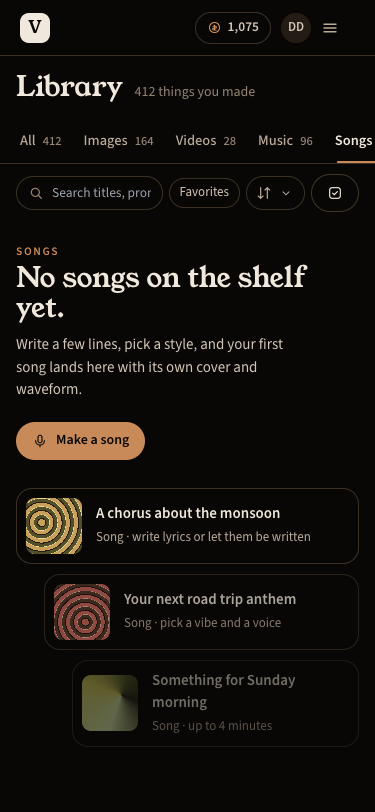 V
1,075
DD
Library 412 things you made
All 412 Images 164 Videos 28 Music 96 Songs
Search titles, pror Favorites
SONGS
No songs on the shelf
yet.
Write a few lines, pick a style, and your first
song lands here with its own cover and
waveform.
Make a song
A chorus about the monsoon
Song · write lyrics or let them be written
Your next road trip anthem
Song · pick a vibe and a voice
Something for Sunday
morning
Song · up to 4 minutes